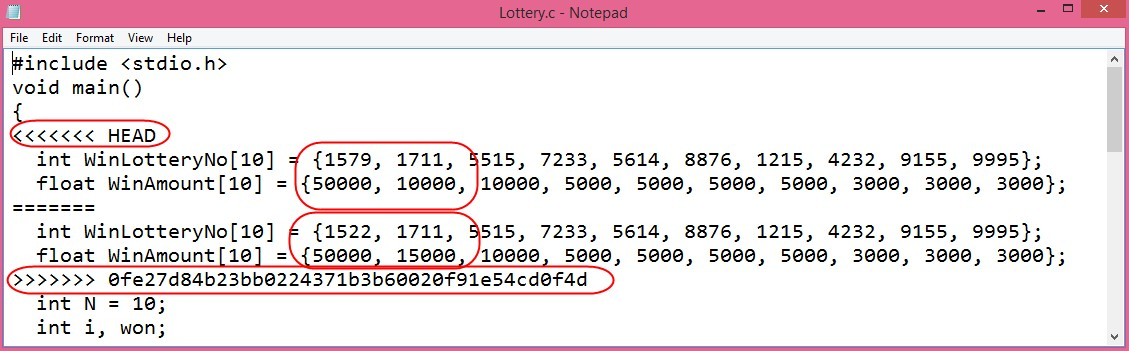 Lottery.c - Notepad
File Edit Format View Help
#include <stdio.h>
void main()
{
<<<<<<< HEAD
  int WinLotteryNo[10] = {1579, 1711, 5515, 7233, 5614, 8876, 1215, 4232, 9155, 9995};
  float WinAmount[10] = {50000, 10000, 10000, 5000, 5000, 5000, 5000, 3000, 3000, 3000};
=======
  int WinLotteryNo[10] = {1522, 1711, 5515, 7233, 5614, 8876, 1215, 4232, 9155, 9995};
  float WinAmount[10] = {50000, 15000, 10000, 5000, 5000, 5000, 5000, 3000, 3000, 3000};
>>>>>>> 0fe27d84b23bb0224371b3b60020f91e54cd0f4d
  int N = 10;
  int i, won;